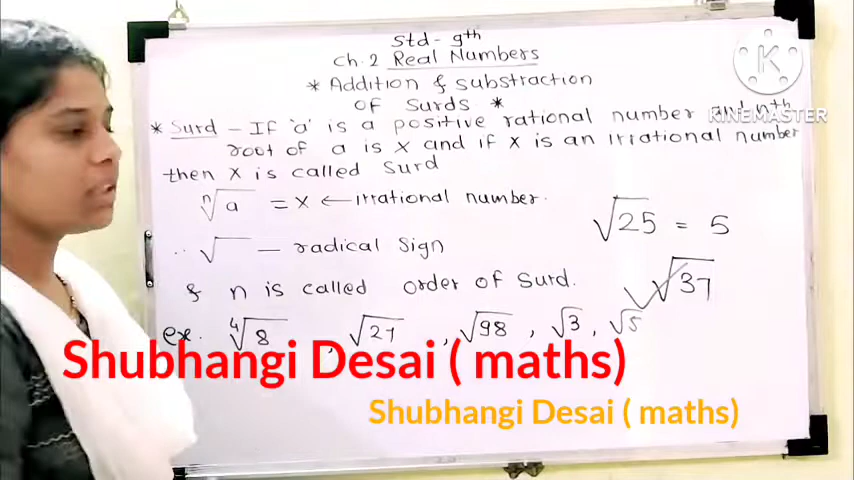 Std - 9th
Ch. 2 Real Numbers
* Addition & substraction
of Surds *
* Surd - If 'a' is a positive rational number and nth
root of a is x and if x is an irrational number
then x is called Surd
ⁿ√a = x ← irrational number.
∴ √ — radical Sign
& n is called order of Surd.
ex. ⁴√8 , √27 , √98 , √3 , √5
√25 = 5
✓ √37
K
KINEMASTER
Shubhangi Desai ( maths)
Shubhangi Desai ( maths)